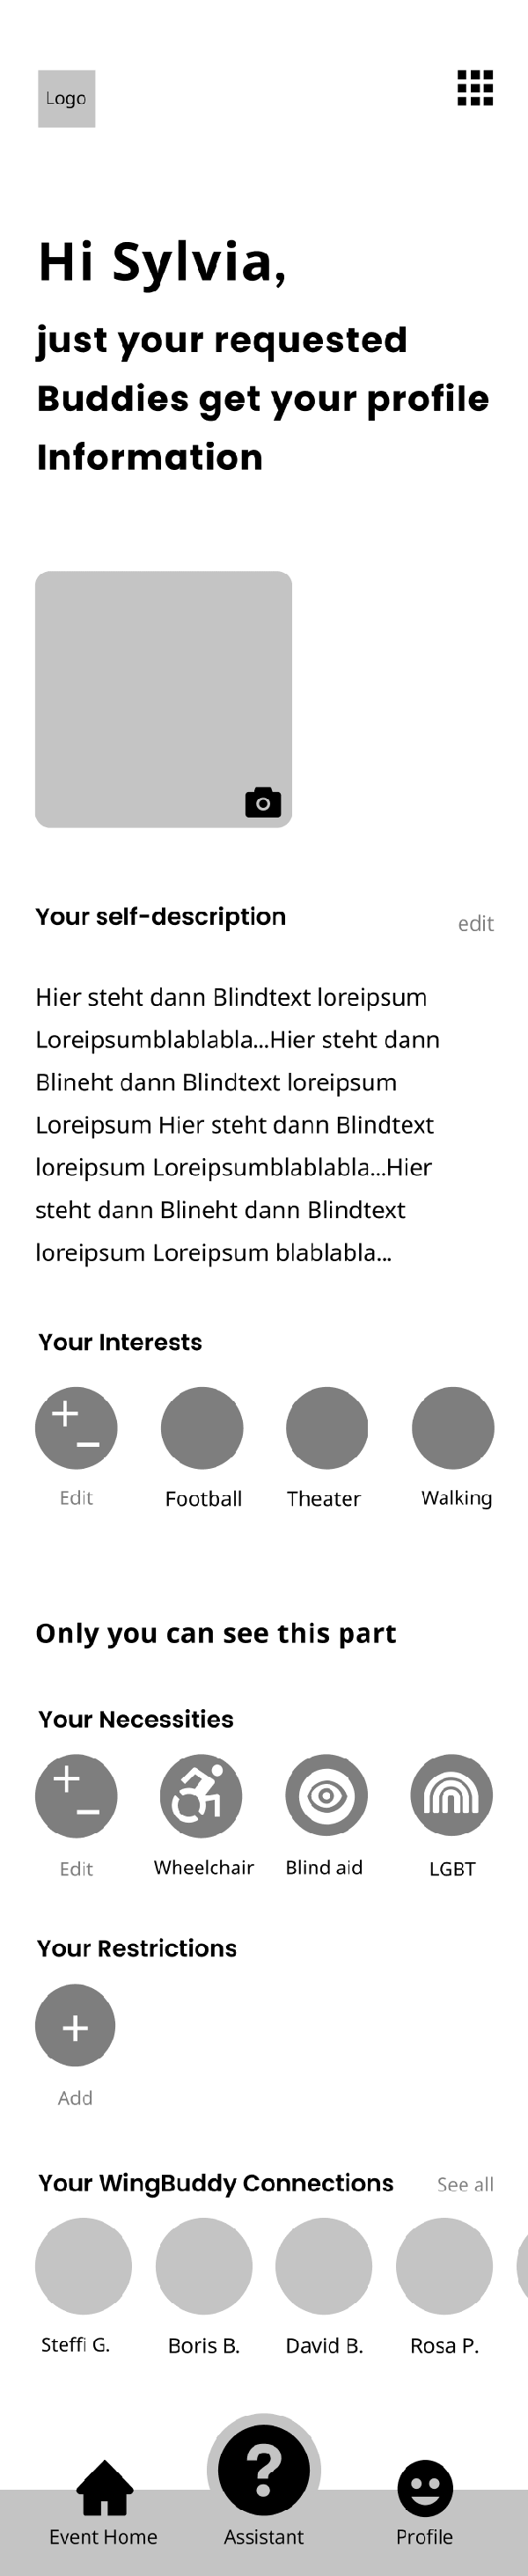 Logo
Hi Sylvia,
just your requested
Buddies get your profile
Information
Your self-description
edit
Hier steht dann Blindtext loreipsum
Loreipsumblablabla...Hier steht dann
Blineht dann Blindtext loreipsum
Loreipsum Hier steht dann Blindtext
loreipsum Loreipsumblablabla...Hier
steht dann Blineht dann Blindtext
loreipsum Loreipsum blablabla...
Your Interests
Edit Football Theater Walking
Only you can see this part
Your Necessities
Edit Wheelchair Blind aid LGBT
Your Restrictions
Add
Your WingBuddy Connections See all
Steffi G. Boris B. David B. Rosa P.
?
Event Home Assistant Profile